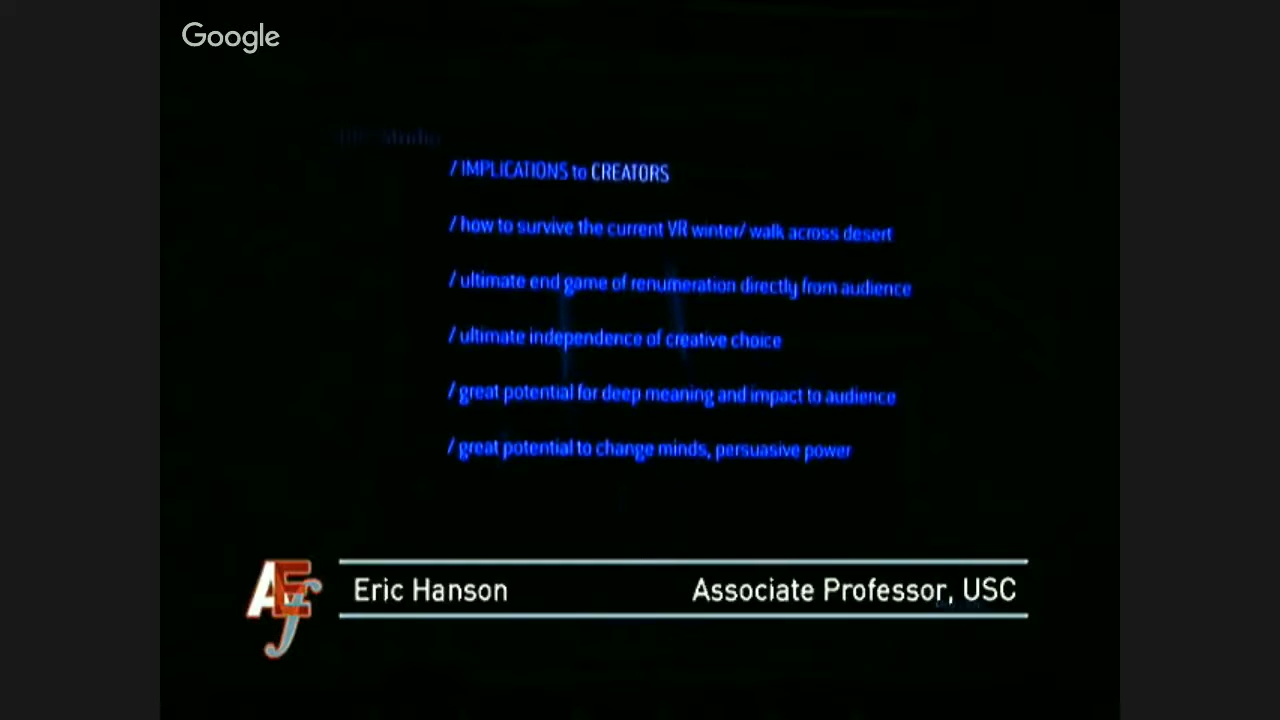 Google
/ IMPLICATIONS to CREATORS
/ how to survive the current VR winter/ walk across desert
/ ultimate end game of renumeration directly from audience
/ ultimate independence of creative choice
/ great potential for deep meaning and impact to audience
/ great potential to change minds, persuasive power
AEf
Eric Hanson Associate Professor, USC